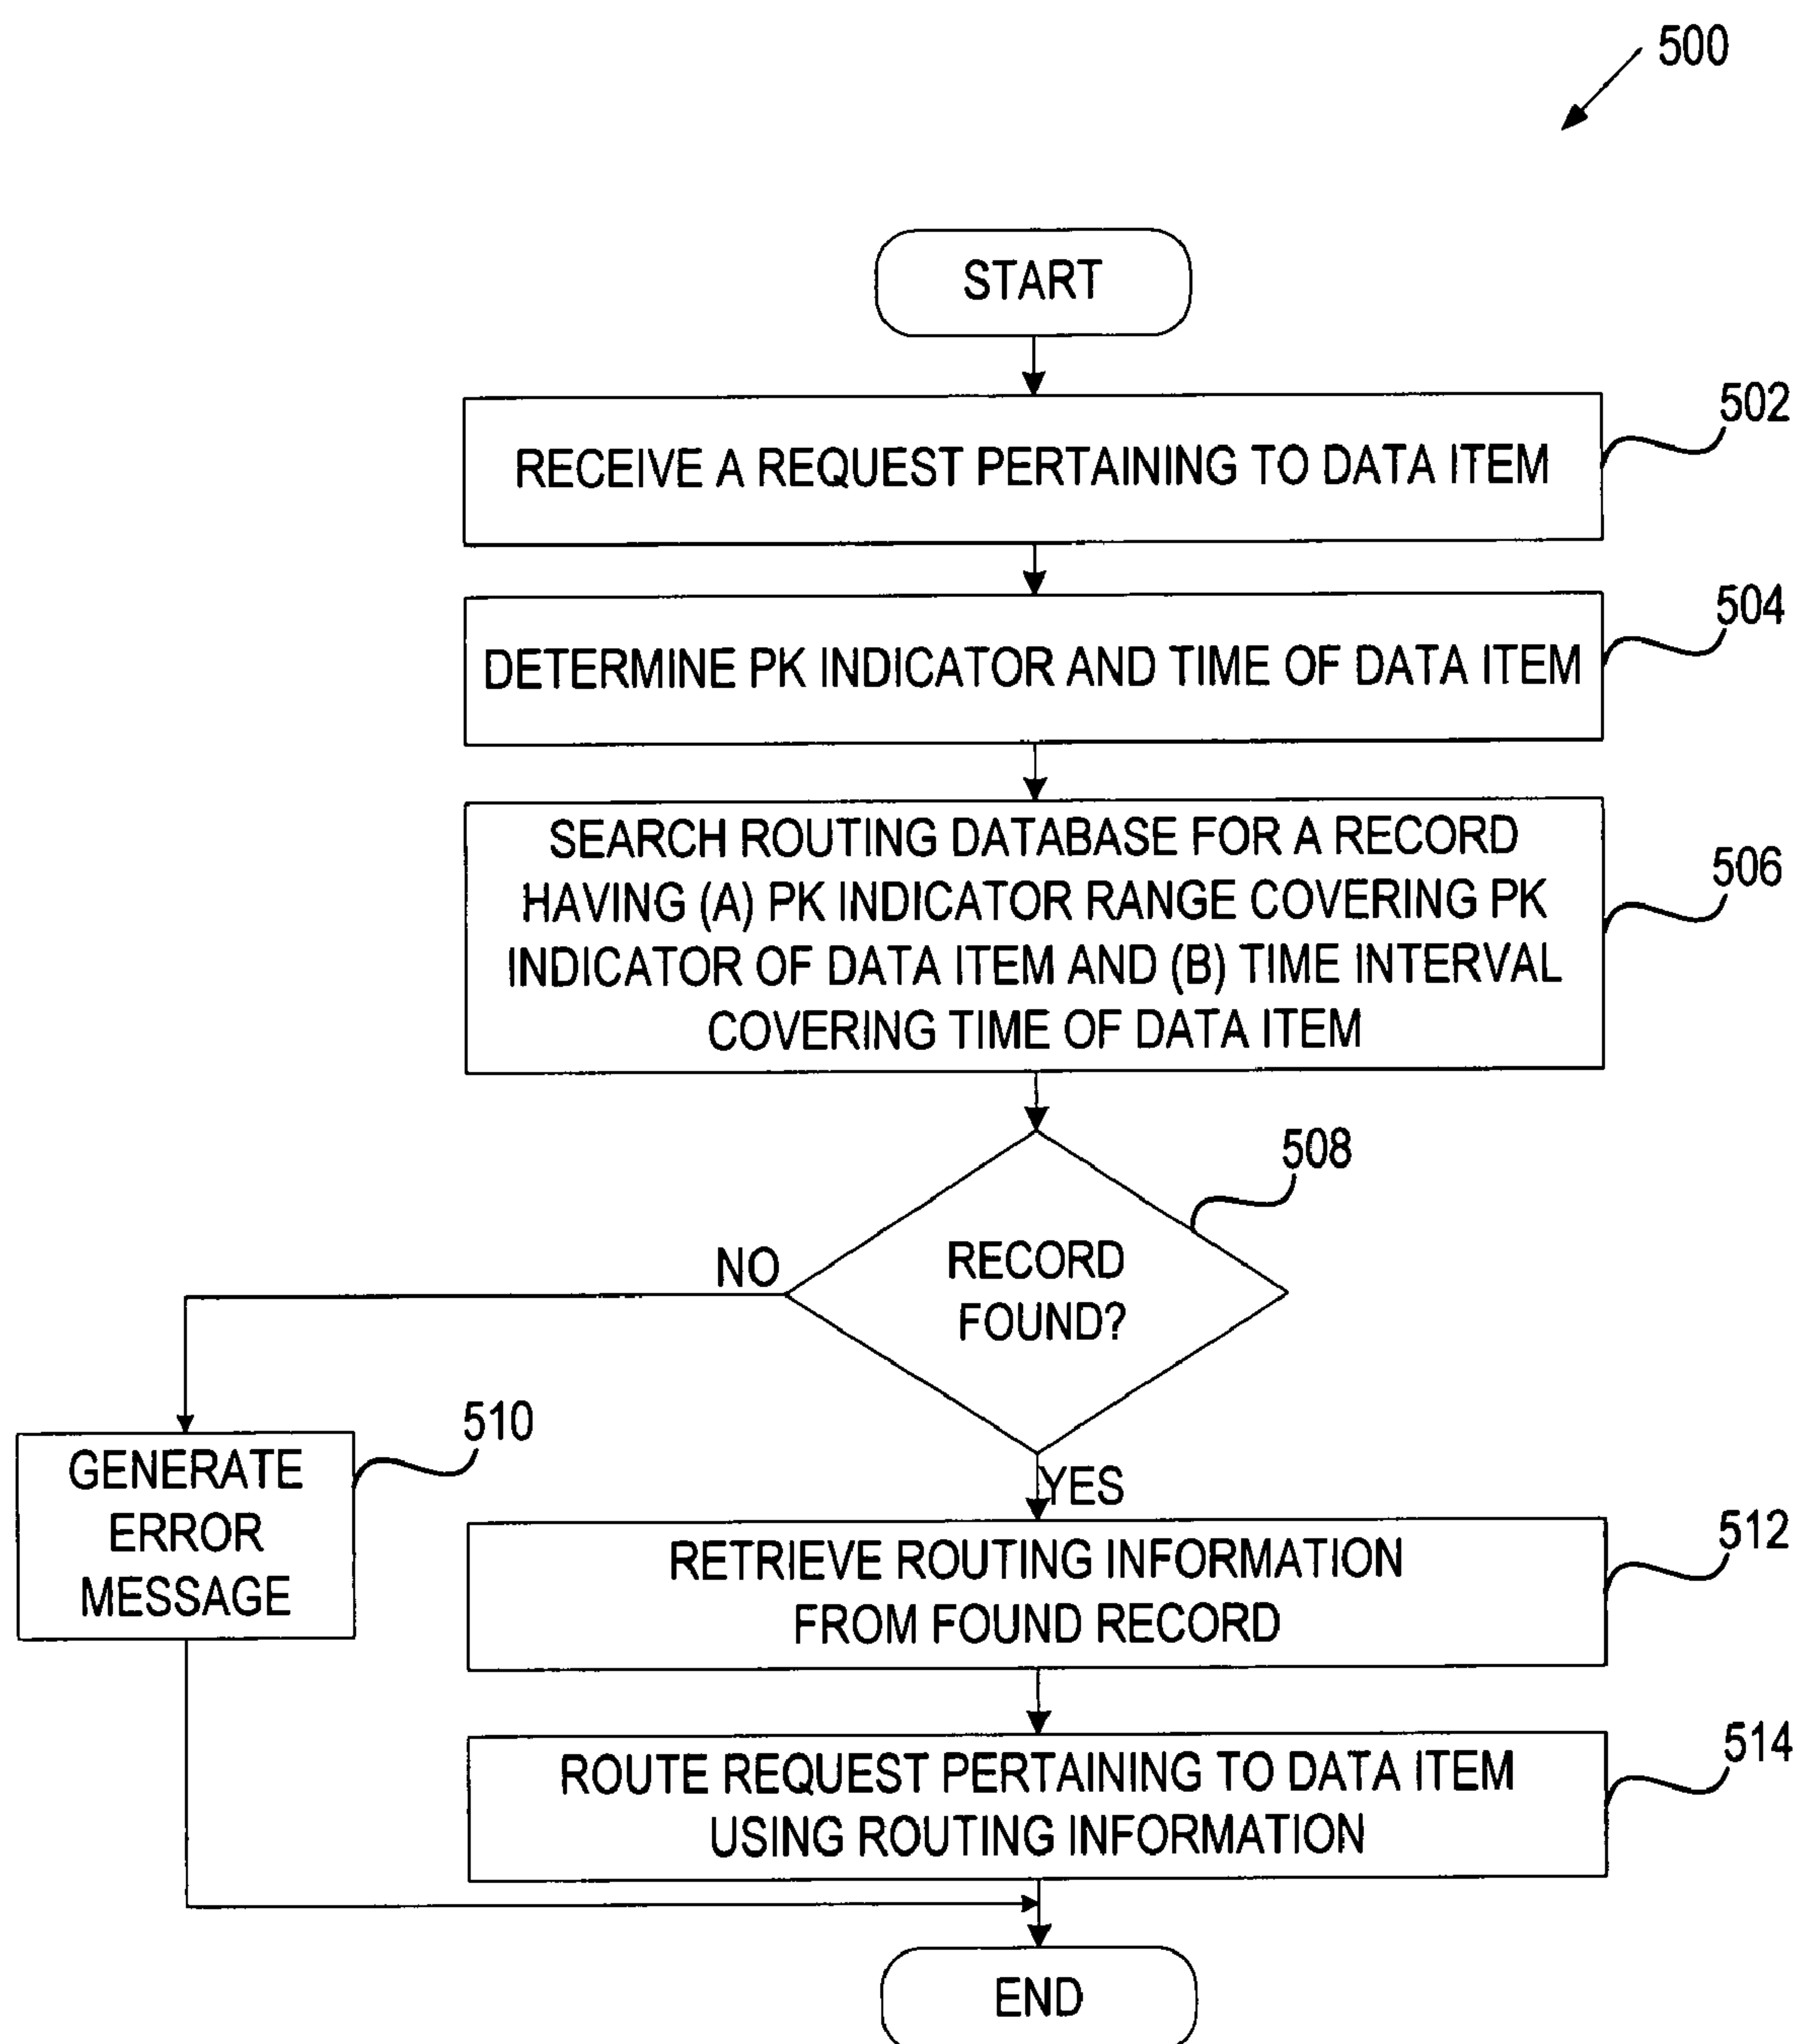 500
START
502
RECEIVE A REQUEST PERTAINING TO DATA ITEM
504
DETERMINE PK INDICATOR AND TIME OF DATA ITEM
SEARCH ROUTING DATABASE FOR A RECORD
HAVING (A) PK INDICATOR RANGE COVERING PK
INDICATOR OF DATA ITEM AND (B) TIME INTERVAL
COVERING TIME OF DATA ITEM
506
508
RECORD
FOUND?
NO
YES
510
GENERATE
ERROR
MESSAGE
512
RETRIEVE ROUTING INFORMATION
FROM FOUND RECORD
514
ROUTE REQUEST PERTAINING TO DATA ITEM
USING ROUTING INFORMATION
END